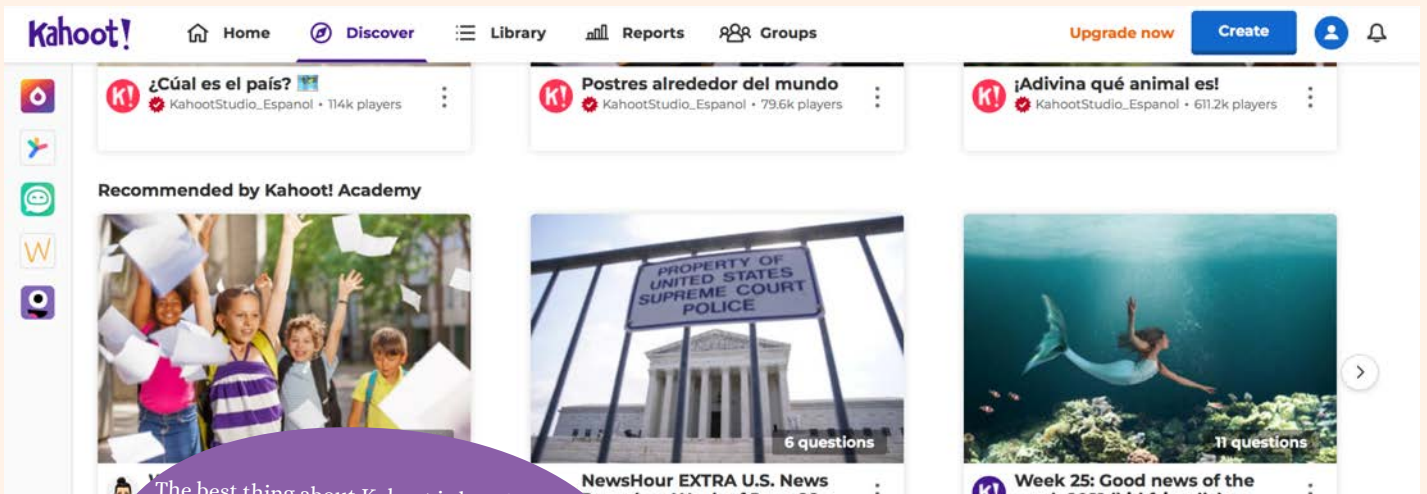 Kahoot!
Home
Discover
Library
Reports
Groups
Upgrade now
Create
¿Cúal es el país?
KahootStudio_Espanol • 114k players
Postres alrededor del mundo
KahootStudio_Espanol • 79.6k players
¡Adivina qué animal es!
KahootStudio_Espanol • 611.2k players
K!
K!
K!
W
Recommended by Kahoot! Academy
PROPERTY OF
UNITED STATES
SUPREME COURT
POLICE
6 questions
11 questions
The best thing about Kahoot is
NewsHour EXTRA U.S. News
K!
Week 25: Good news of the